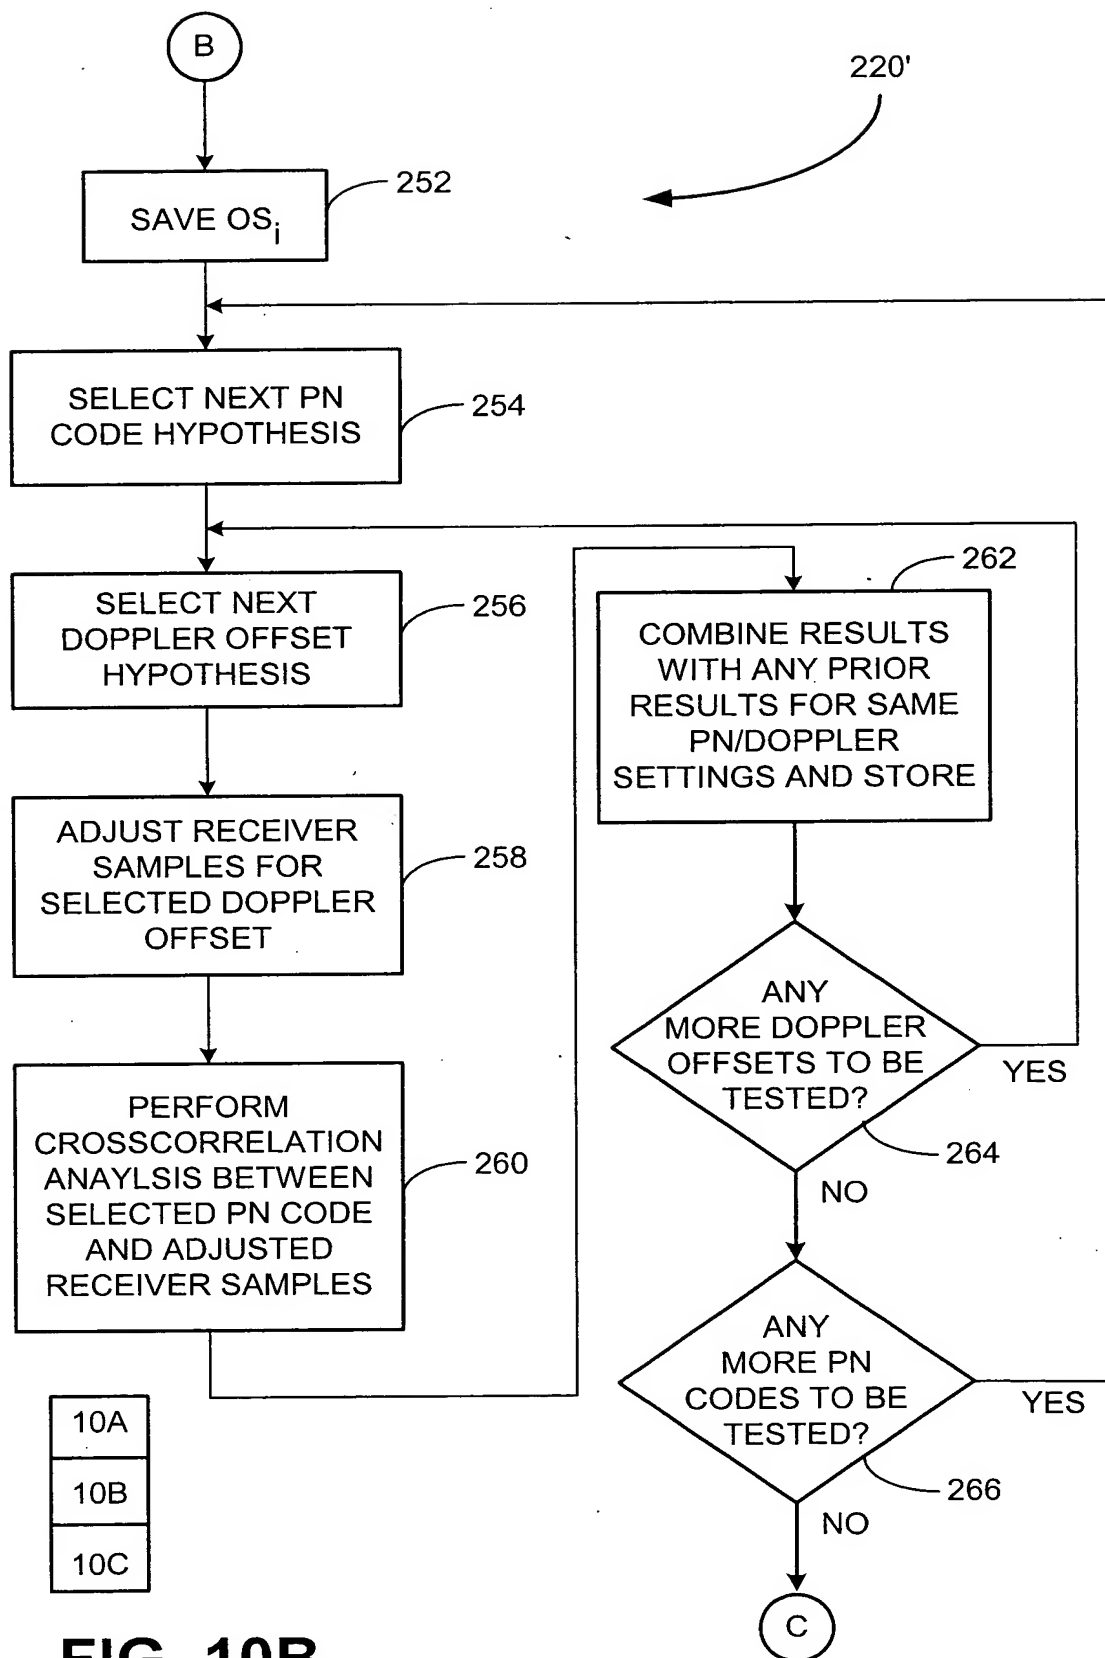 B
220'
252
SAVE OSi
254
SELECT NEXT PN
CODE HYPOTHESIS
256
SELECT NEXT
DOPPLER OFFSET
HYPOTHESIS
258
ADJUST RECEIVER
SAMPLES FOR
SELECTED DOPPLER
OFFSET
260
PERFORM
CROSSCORRELATION
ANAYLSIS BETWEEN
SELECTED PN CODE
AND ADJUSTED
RECEIVER SAMPLES
262
COMBINE RESULTS
WITH ANY PRIOR
RESULTS FOR SAME
PN/DOPPLER
SETTINGS AND STORE
ANY
MORE DOPPLER
OFFSETS TO BE
TESTED?
YES
264
NO
ANY
MORE PN
CODES TO BE
TESTED?
YES
266
NO
C
10A
10B
10C
FIG. 10B